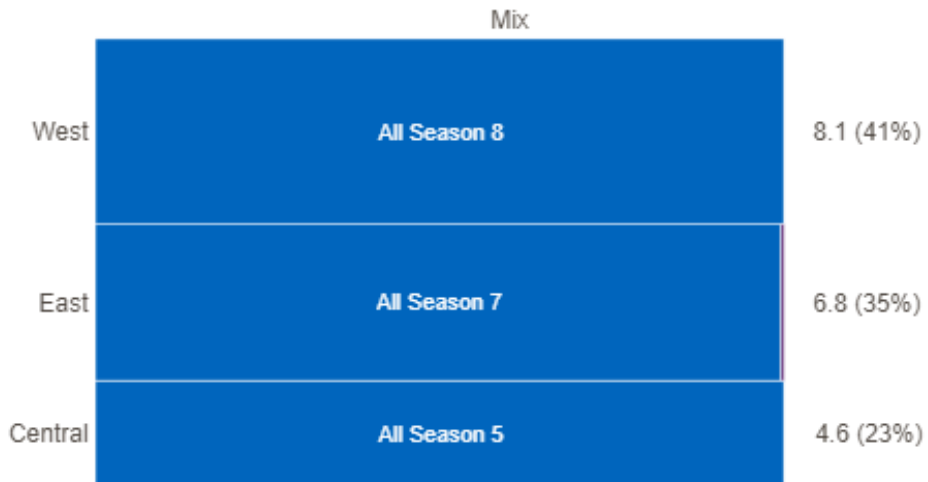 Mix
West All Season 8 8.1 (41%)
East All Season 7 6.8 (35%)
Central All Season 5 4.6 (23%)